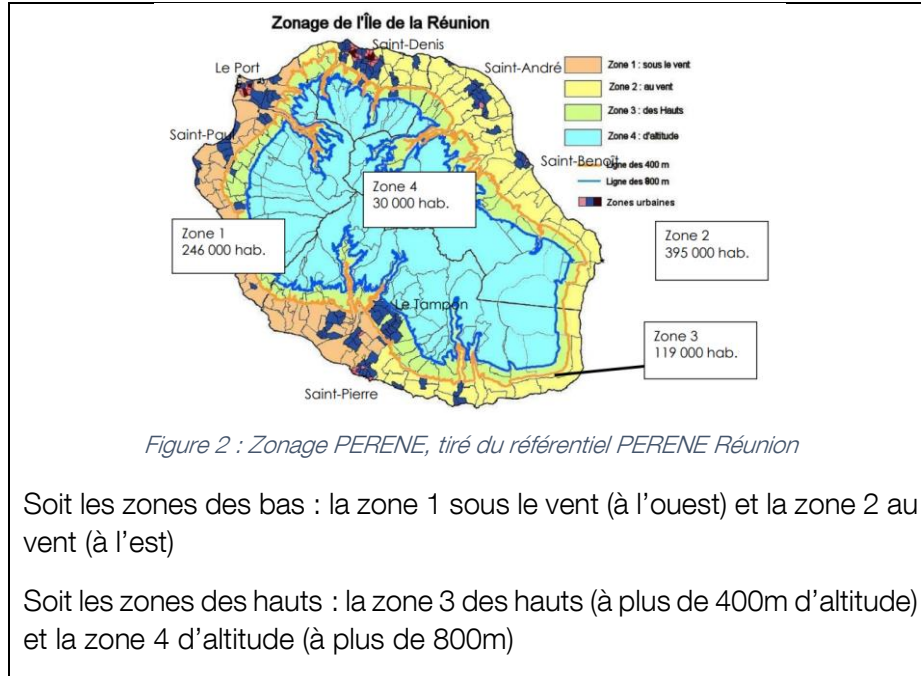 Zonage de l'Île de la Réunion
Saint-Denis
Le Port
Saint-André
Saint-Paul
Saint-Benoît
Zone 1 : sous le vent
Zone 2 : au vent
Zone 3 : des Hauts
Zone 4 : d'altitude
Ligne des 400 m
Ligne des 800 m
Zones urbaines
Zone 4
30 000 hab.
Zone 1
246 000 hab.
Zone 2
395 000 hab.
Le Tampon
Zone 3
119 000 hab.
Saint-Pierre
Figure 2 : Zonage PERENE, tiré du référentiel PERENE Réunion
Soit les zones des bas : la zone 1 sous le vent (à l'ouest) et la zone 2 au
vent (à l'est)
Soit les zones des hauts : la zone 3 des hauts (à plus de 400m d'altitude)
et la zone 4 d'altitude (à plus de 800m)